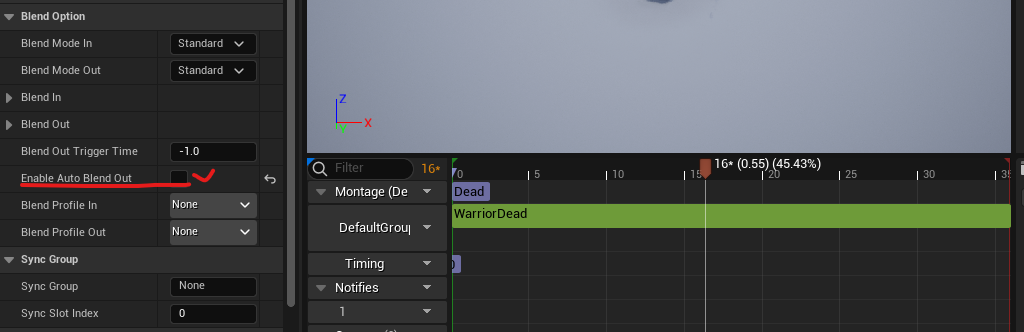 Blend Option
Blend Mode In Standard
Blend Mode Out Standard
Blend In
Blend Out
Blend Out Trigger Time -1.0
Enable Auto Blend Out
Blend Profile In None
Blend Profile Out None
Sync Group
Sync Group None
Sync Slot Index 0
Z
X
Filter 16*
16* (0.55) (45.43%)
0 5 10 15 20 25 30 35
Montage (De Dead
DefaultGrou WarriorDead
Timing
Notifies
1